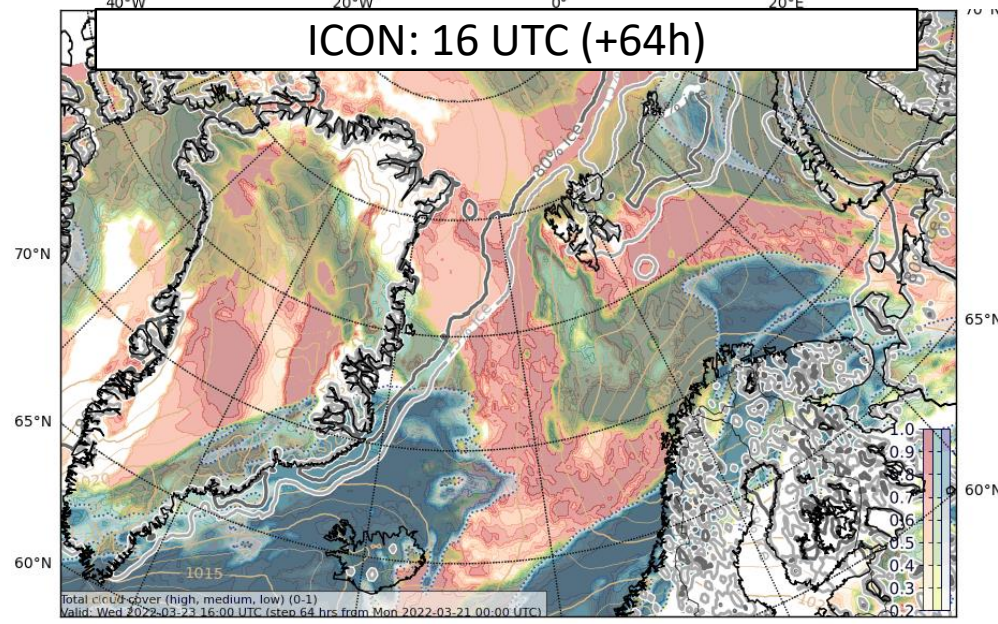 40°W
20°W
0°
20°E
70°N
ICON: 16 UTC (+64h)
80% ice
70°N
65°N
65°N
60°N
60°N
1020
1015
1.0
0.9
0.8
0.7
0.6
0.5
0.4
0.3
0.2
Total cloud cover (high, medium, low) (0-1)
Valid: Wed 2022-03-23 16:00 UTC (step 64 hrs from Mon 2022-03-21 00:00 UTC)